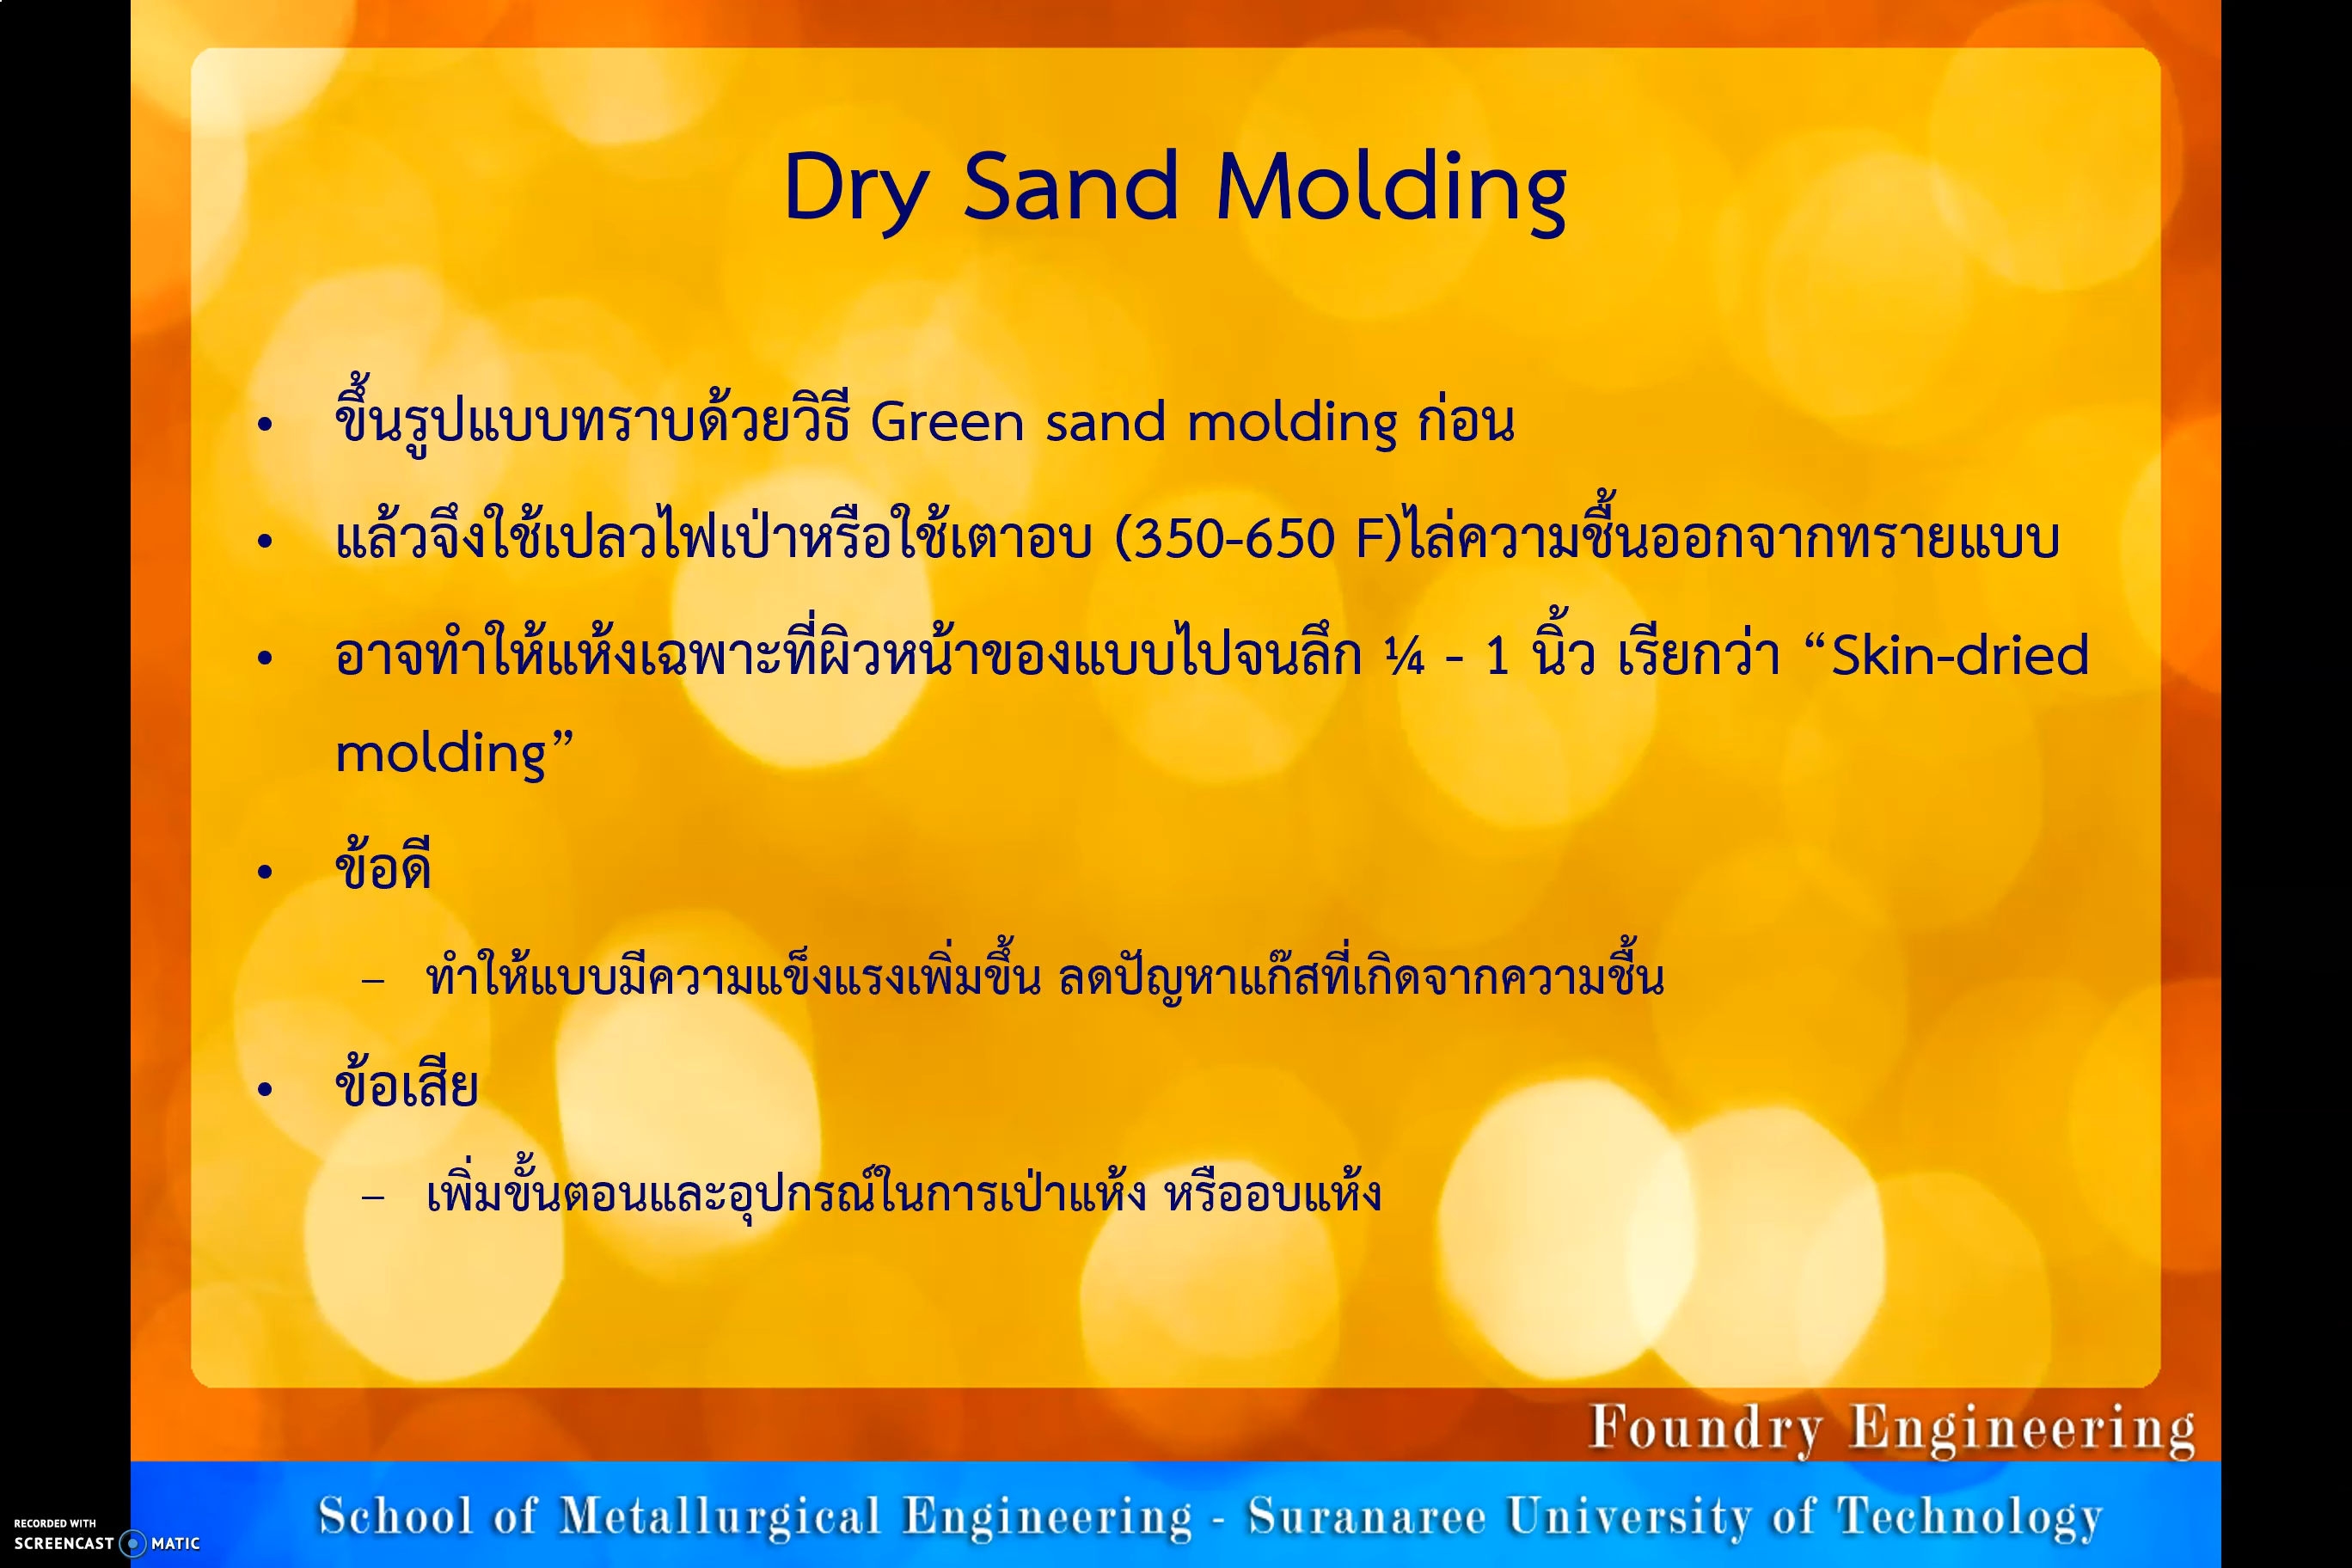 Dry Sand Molding
• ขึ้นรูปแบบทราบด้วยวิธี Green sand molding ก่อน
• แล้วจึงใช้เปลวไฟเป่าหรือใช้เตาอบ (350-650 F)ไล่ความชื้นออกจากทรายแบบ
• อาจทำให้แห้งเฉพาะที่ผิวหน้าของแบบไปจนลึก ¼ - 1 นิ้ว เรียกว่า “Skin-dried
molding”
• ข้อดี
– ทำให้แบบมีความแข็งแรงเพิ่มขึ้น ลดปัญหาแก๊สที่เกิดจากความชื้น
• ข้อเสีย
– เพิ่มขั้นตอนและอุปกรณ์ในการเป่าแห้ง หรืออบแห้ง
Foundry Engineering
School of Metallurgical Engineering - Suranaree University of Technology
RECORDED WITH
SCREENCAST MATIC